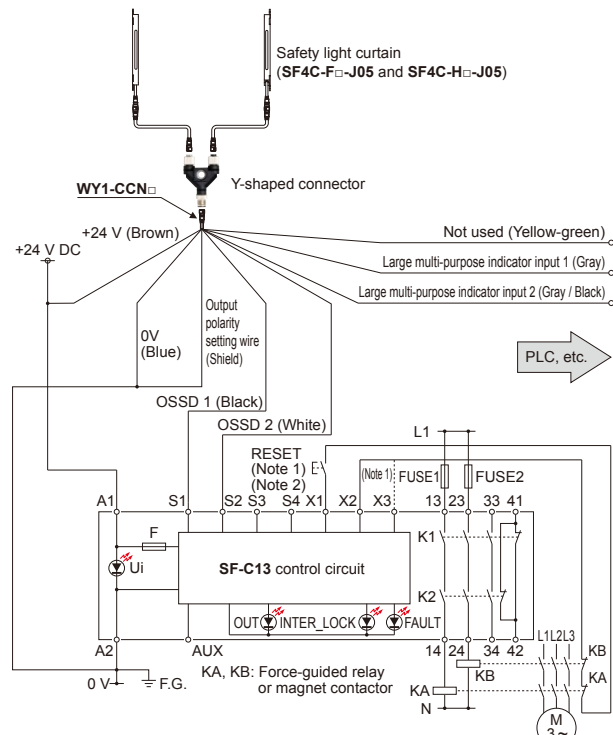 Safety light curtain
(SF4C-F□-J05 and SF4C-H□-J05)
WY1-CCN□
Y-shaped connector
+24 V (Brown)
+24 V DC
Not used (Yellow-green)
Large multi-purpose indicator input 1 (Gray)
Large multi-purpose indicator input 2 (Gray / Black)
0V
(Blue)
Output
polarity
setting wire
(Shield)
PLC, etc.
OSSD 1 (Black)
OSSD 2 (White)
L1
RESET
(Note 1)
(Note 2)
(Note 1)
FUSE1
FUSE2
A1
S1
S2
S3
S4
X1
X2
X3
13
23
33
41
F
K1
Ui
SF-C13 control circuit
K2
OUT
INTER_LOCK
FAULT
A2
AUX
14
24
34
42
L1
L2
L3
KB
KA
0 V
F.G.
KA, KB: Force-guided relay
or magnet contactor
KB
KA
N
M
3~